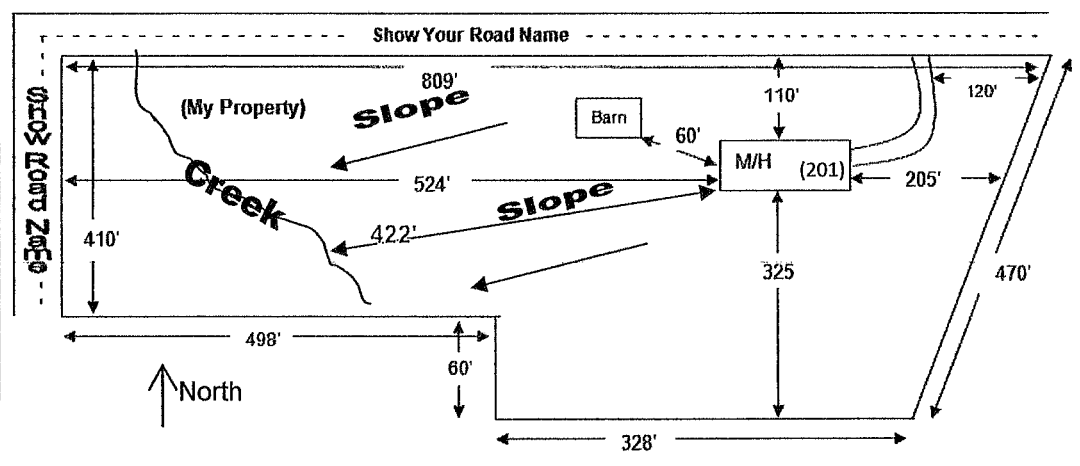 Show Your Road Name
809'
120'
110'
(My Property)
Slope
Barn
60'
M/H
(201)
205'
Show Road Name
Creek
524'
Slope
422'
410'
325
470'
498'
60'
328'
North